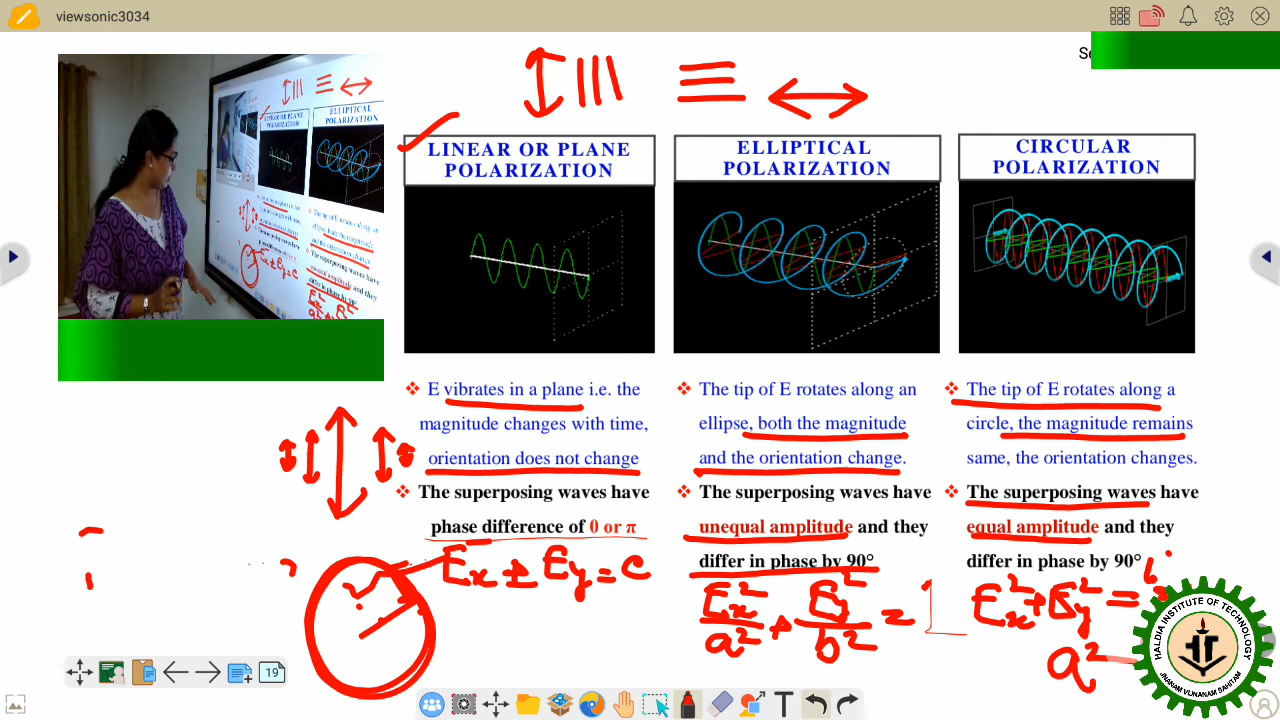 viewsonic3034
Se
LINEAR OR PLANE
POLARIZATION
ELLIPTICAL
POLARIZATION
CIRCULAR
POLARIZATION
❖ E vibrates in a plane i.e. the
magnitude changes with time,
orientation does not change
❖ The superposing waves have
phase difference of 0 or π
Ex ± Ey = c
❖ The tip of E rotates along an
ellipse, both the magnitude
and the orientation change.
❖ The superposing waves have
unequal amplitude and they
differ in phase by 90°
Ex²/a² + Ey²/b² = 1
❖ The tip of E rotates along a
circle, the magnitude remains
same, the orientation changes.
❖ The superposing waves have
equal amplitude and they
differ in phase by 90°
Ex² + Ey² =
a²
HALDIA INSTITUTE OF TECHNOLOGY
JNANAM VIJNANAM SAHITAM
19